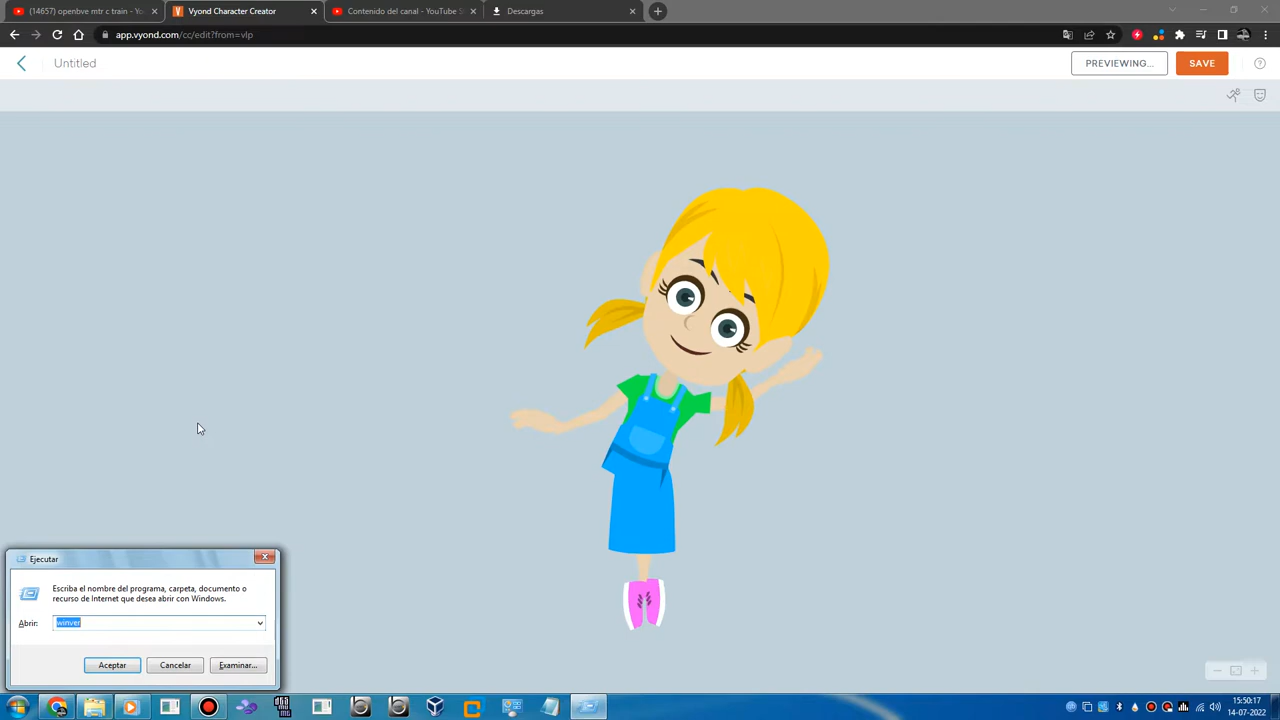 (14657) openbve mtr c train - Yo
Vyond Character Creator
Contenido del canal - YouTube S
Descargas
app.vyond.com/cc/edit?from=vlp
Untitled
PREVIEWING...
SAVE
Ejecutar
Escriba el nombre del programa, carpeta, documento o
recurso de Internet que desea abrir con Windows.
Abrir:
winver
Aceptar
Cancelar
Examinar...
15:50:17
14-07-2022